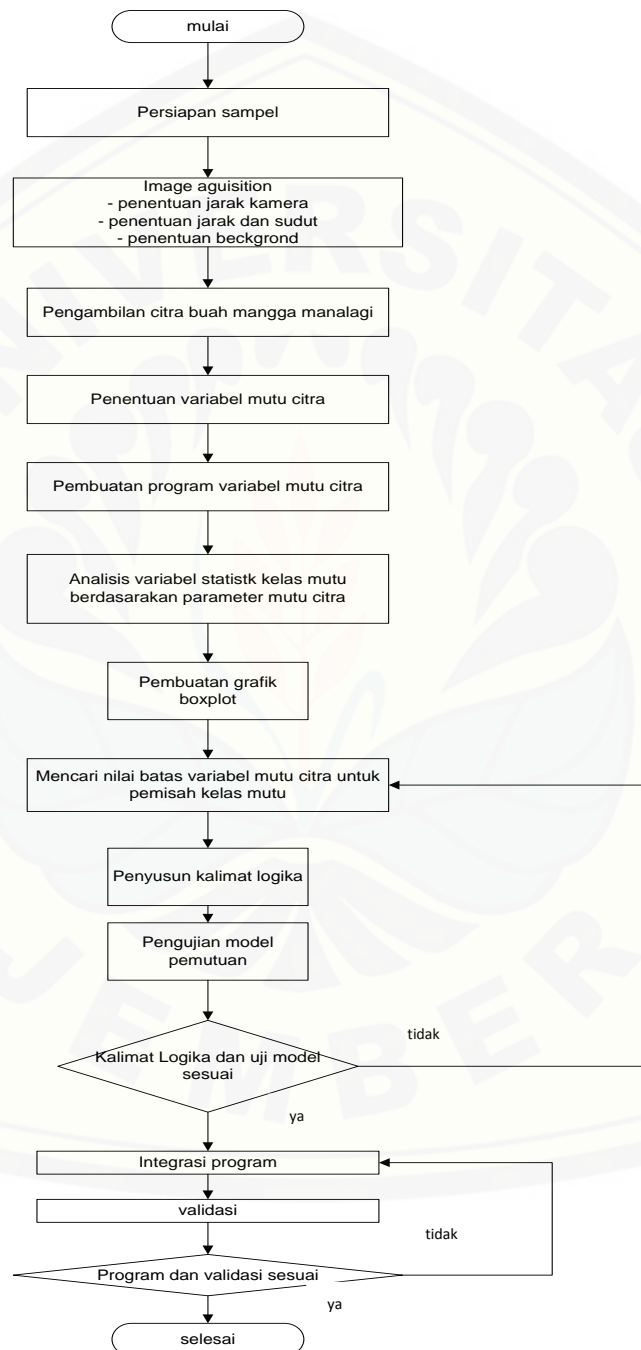 mulai
Persiapan sampel
Image aguisition
- penentuan jarak kamera
- penentuan jarak dan sudut
- penentuan beckgrond
Pengambilan citra buah mangga manalagi
Penentuan variabel mutu citra
Pembuatan program variabel mutu citra
Analisis variabel statistk kelas mutu
berdasarakan parameter mutu citra
Pembuatan grafik
boxplot
Mencari nilai batas variabel mutu citra untuk
pemisah kelas mutu
Penyusun kalimat logika
Pengujian model
pemutuan
Kalimat Logika dan uji model
sesuai
tidak
ya
Integrasi program
validasi
tidak
Program dan validasi sesuai
ya
selesai
UNIVERSITAS
JEMBER